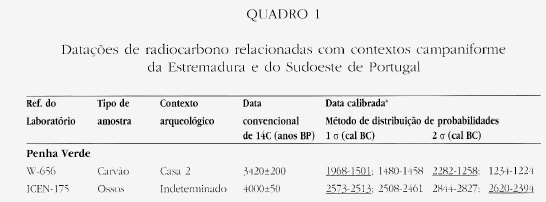 QUADRO 1
Datações de radiocarbono relacionadas com contextos campaniforme
da Estremadura e do Sudoeste de Portugal
Ref. do Tipo de Contexto Data Data calibrada*
Laboratório amostra arqueológico convencional Método de distribuição de probabilidades
de 14C (anos BP) 1 σ (cal BC) 2 σ (cal BC)
Penha Verde
W-656 Carvão Casa 2 3420±200 1968-1501; 1480-1458 2282-1258; 1234-1224
ICEN-175 Ossos Indeterminado 4000±50 2573-2513; 2508-2461 2844-2827; 2620-2394